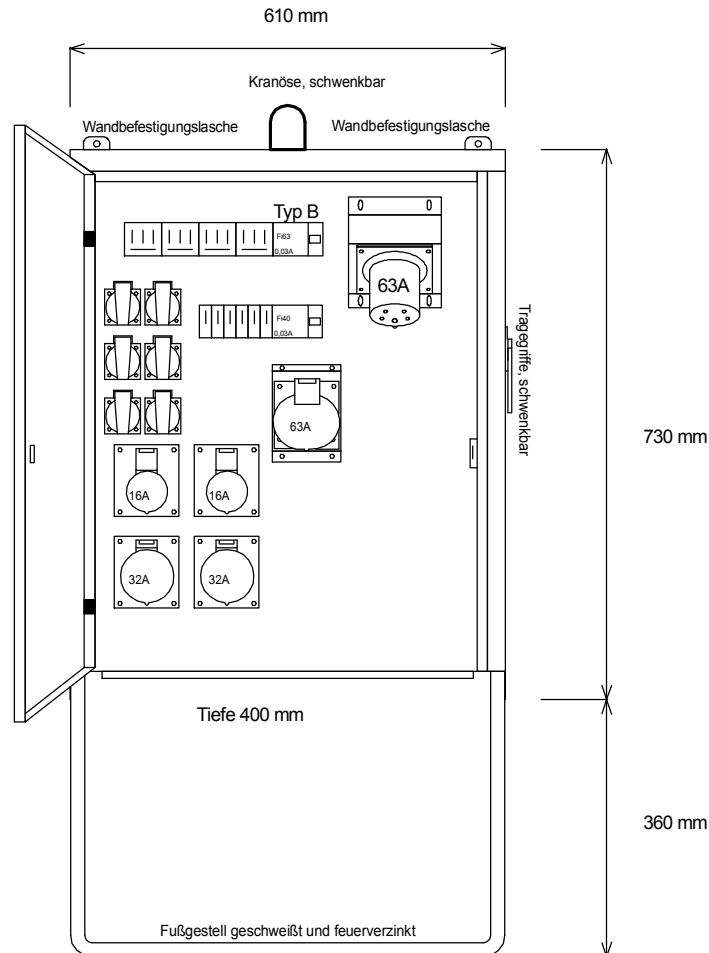 610 mm
Kranöse, schwenkbar
Wandbefestigungslasche
Wandbefestigungslasche
Typ B
Fi63
0,03A
63A
Fi40
0,03A
Tragegriffe, schwenkbar
63A
730 mm
16A
16A
32A
32A
Tiefe 400 mm
360 mm
Fußgestell geschweißt und feuerverzinkt